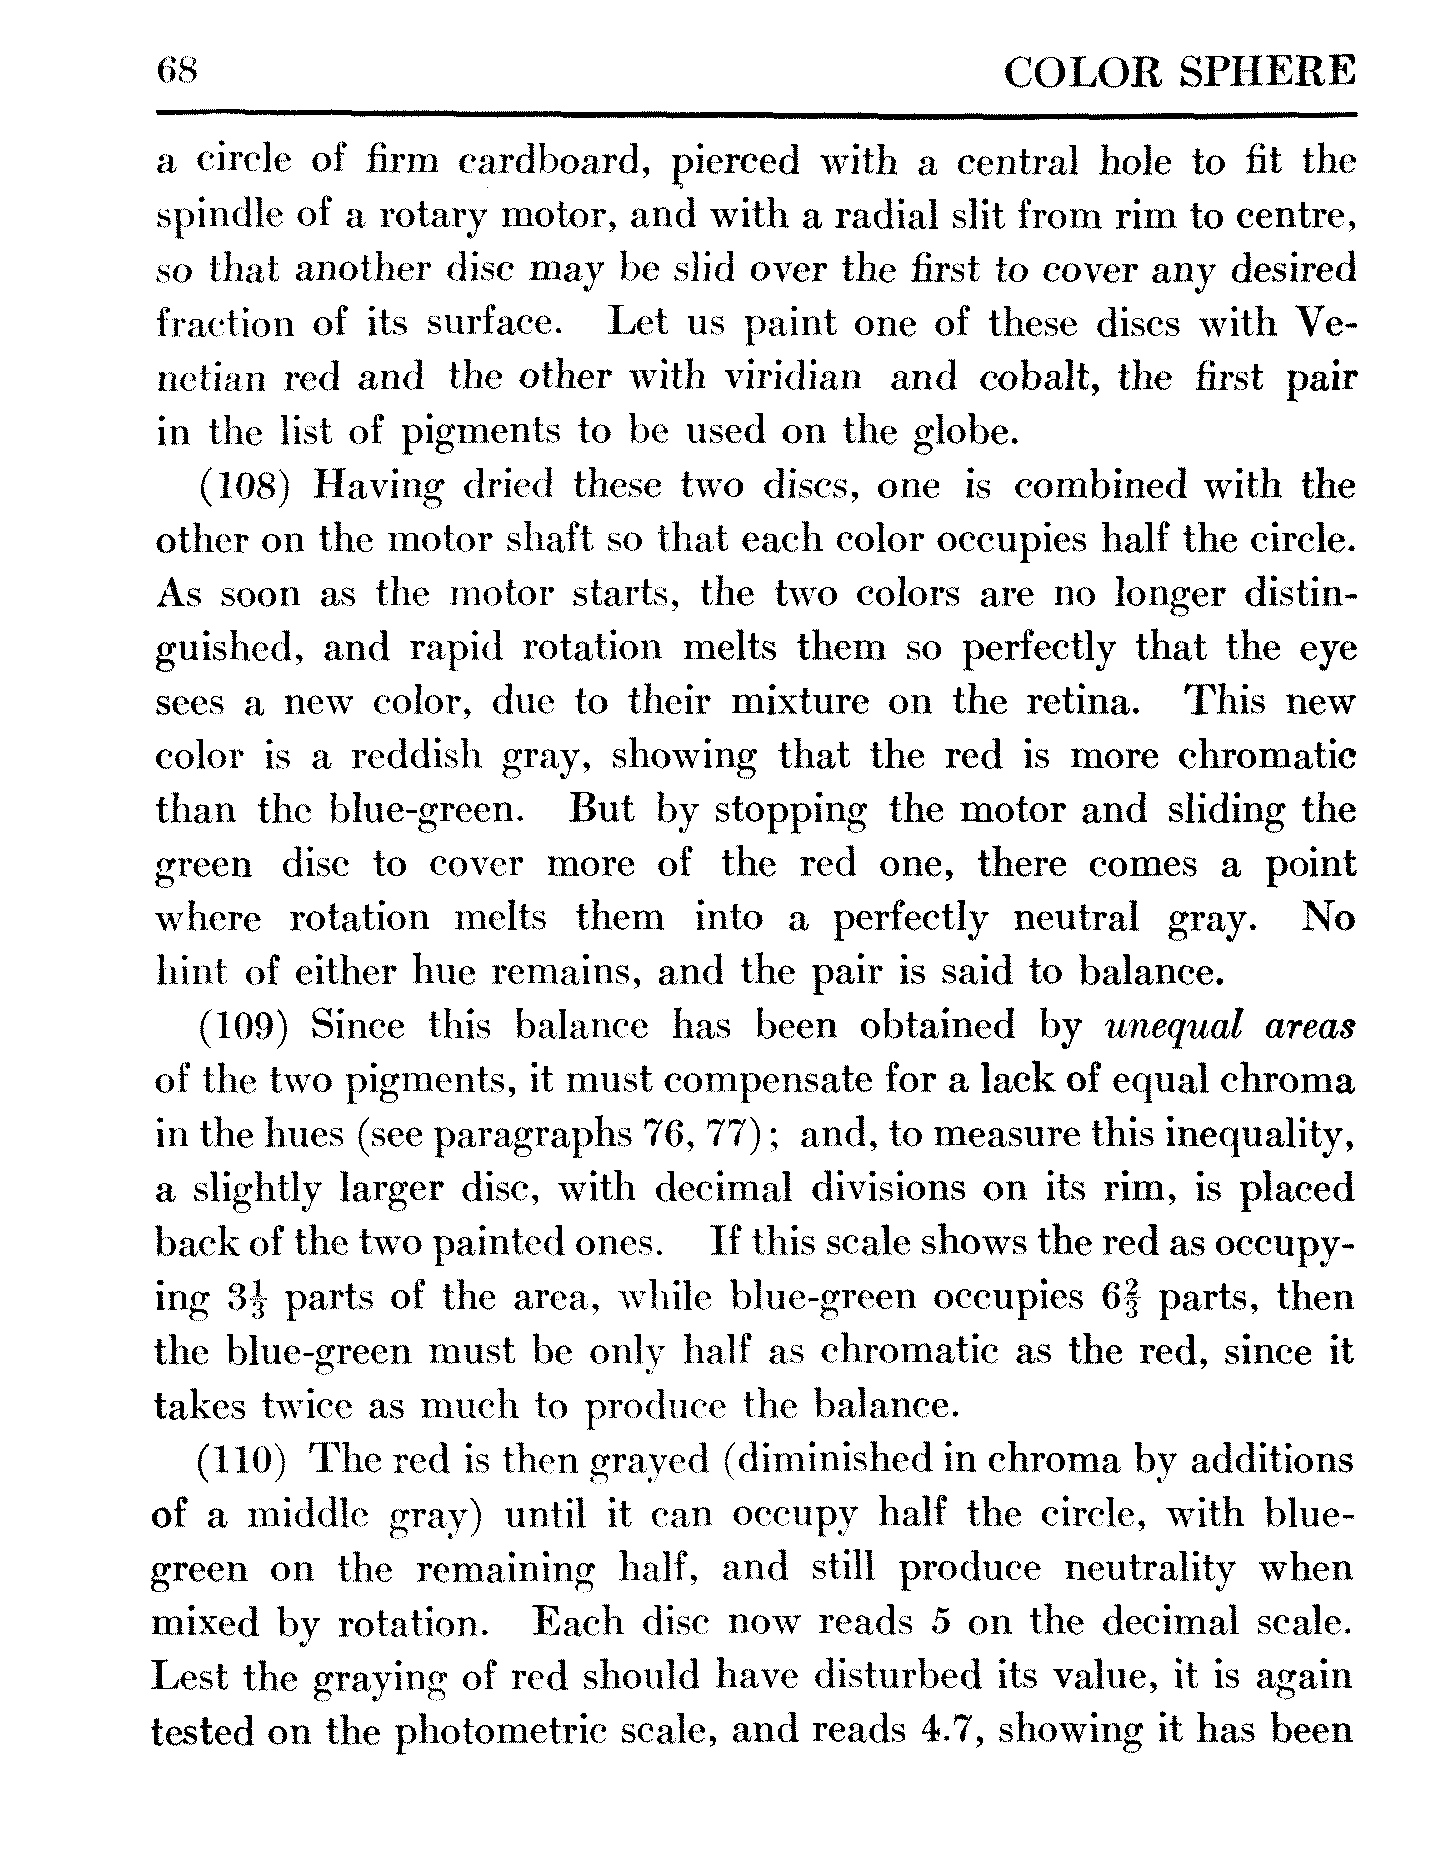 68 COLOR SPHERE
a circle of firm cardboard, pierced with a central hole to fit the
spindle of a rotary motor, and with a radial slit from rim to centre,
so that another disc may be slid over the first to cover any desired
fraction of its surface. Let us paint one of these discs with Ve-
netian red and the other with viridian and cobalt, the first pair
in the list of pigments to be used on the globe.
(108) Having dried these two discs, one is combined with the
other on the motor shaft so that each color occupies half the circle.
As soon as the motor starts, the two colors are no longer distin-
guished, and rapid rotation melts them so perfectly that the eye
sees a new color, due to their mixture on the retina. This new
color is a reddish gray, showing that the red is more chromatic
than the blue-green. But by stopping the motor and sliding the
green disc to cover more of the red one, there comes a point
where rotation melts them into a perfectly neutral gray. No
hint of either hue remains, and the pair is said to balance.
(109) Since this balance has been obtained by unequal areas
of the two pigments, it must compensate for a lack of equal chroma
in the hues (see paragraphs 76, 77); and, to measure this inequality,
a slightly larger disc, with decimal divisions on its rim, is placed
back of the two painted ones. If this scale shows the red as occupy-
ing 3⅓ parts of the area, while blue-green occupies 6⅔ parts, then
the blue-green must be only half as chromatic as the red, since it
takes twice as much to produce the balance.
(110) The red is then grayed (diminished in chroma by additions
of a middle gray) until it can occupy half the circle, with blue-
green on the remaining half, and still produce neutrality when
mixed by rotation. Each disc now reads 5 on the decimal scale.
Lest the graying of red should have disturbed its value, it is again
tested on the photometric scale, and reads 4.7, showing it has been